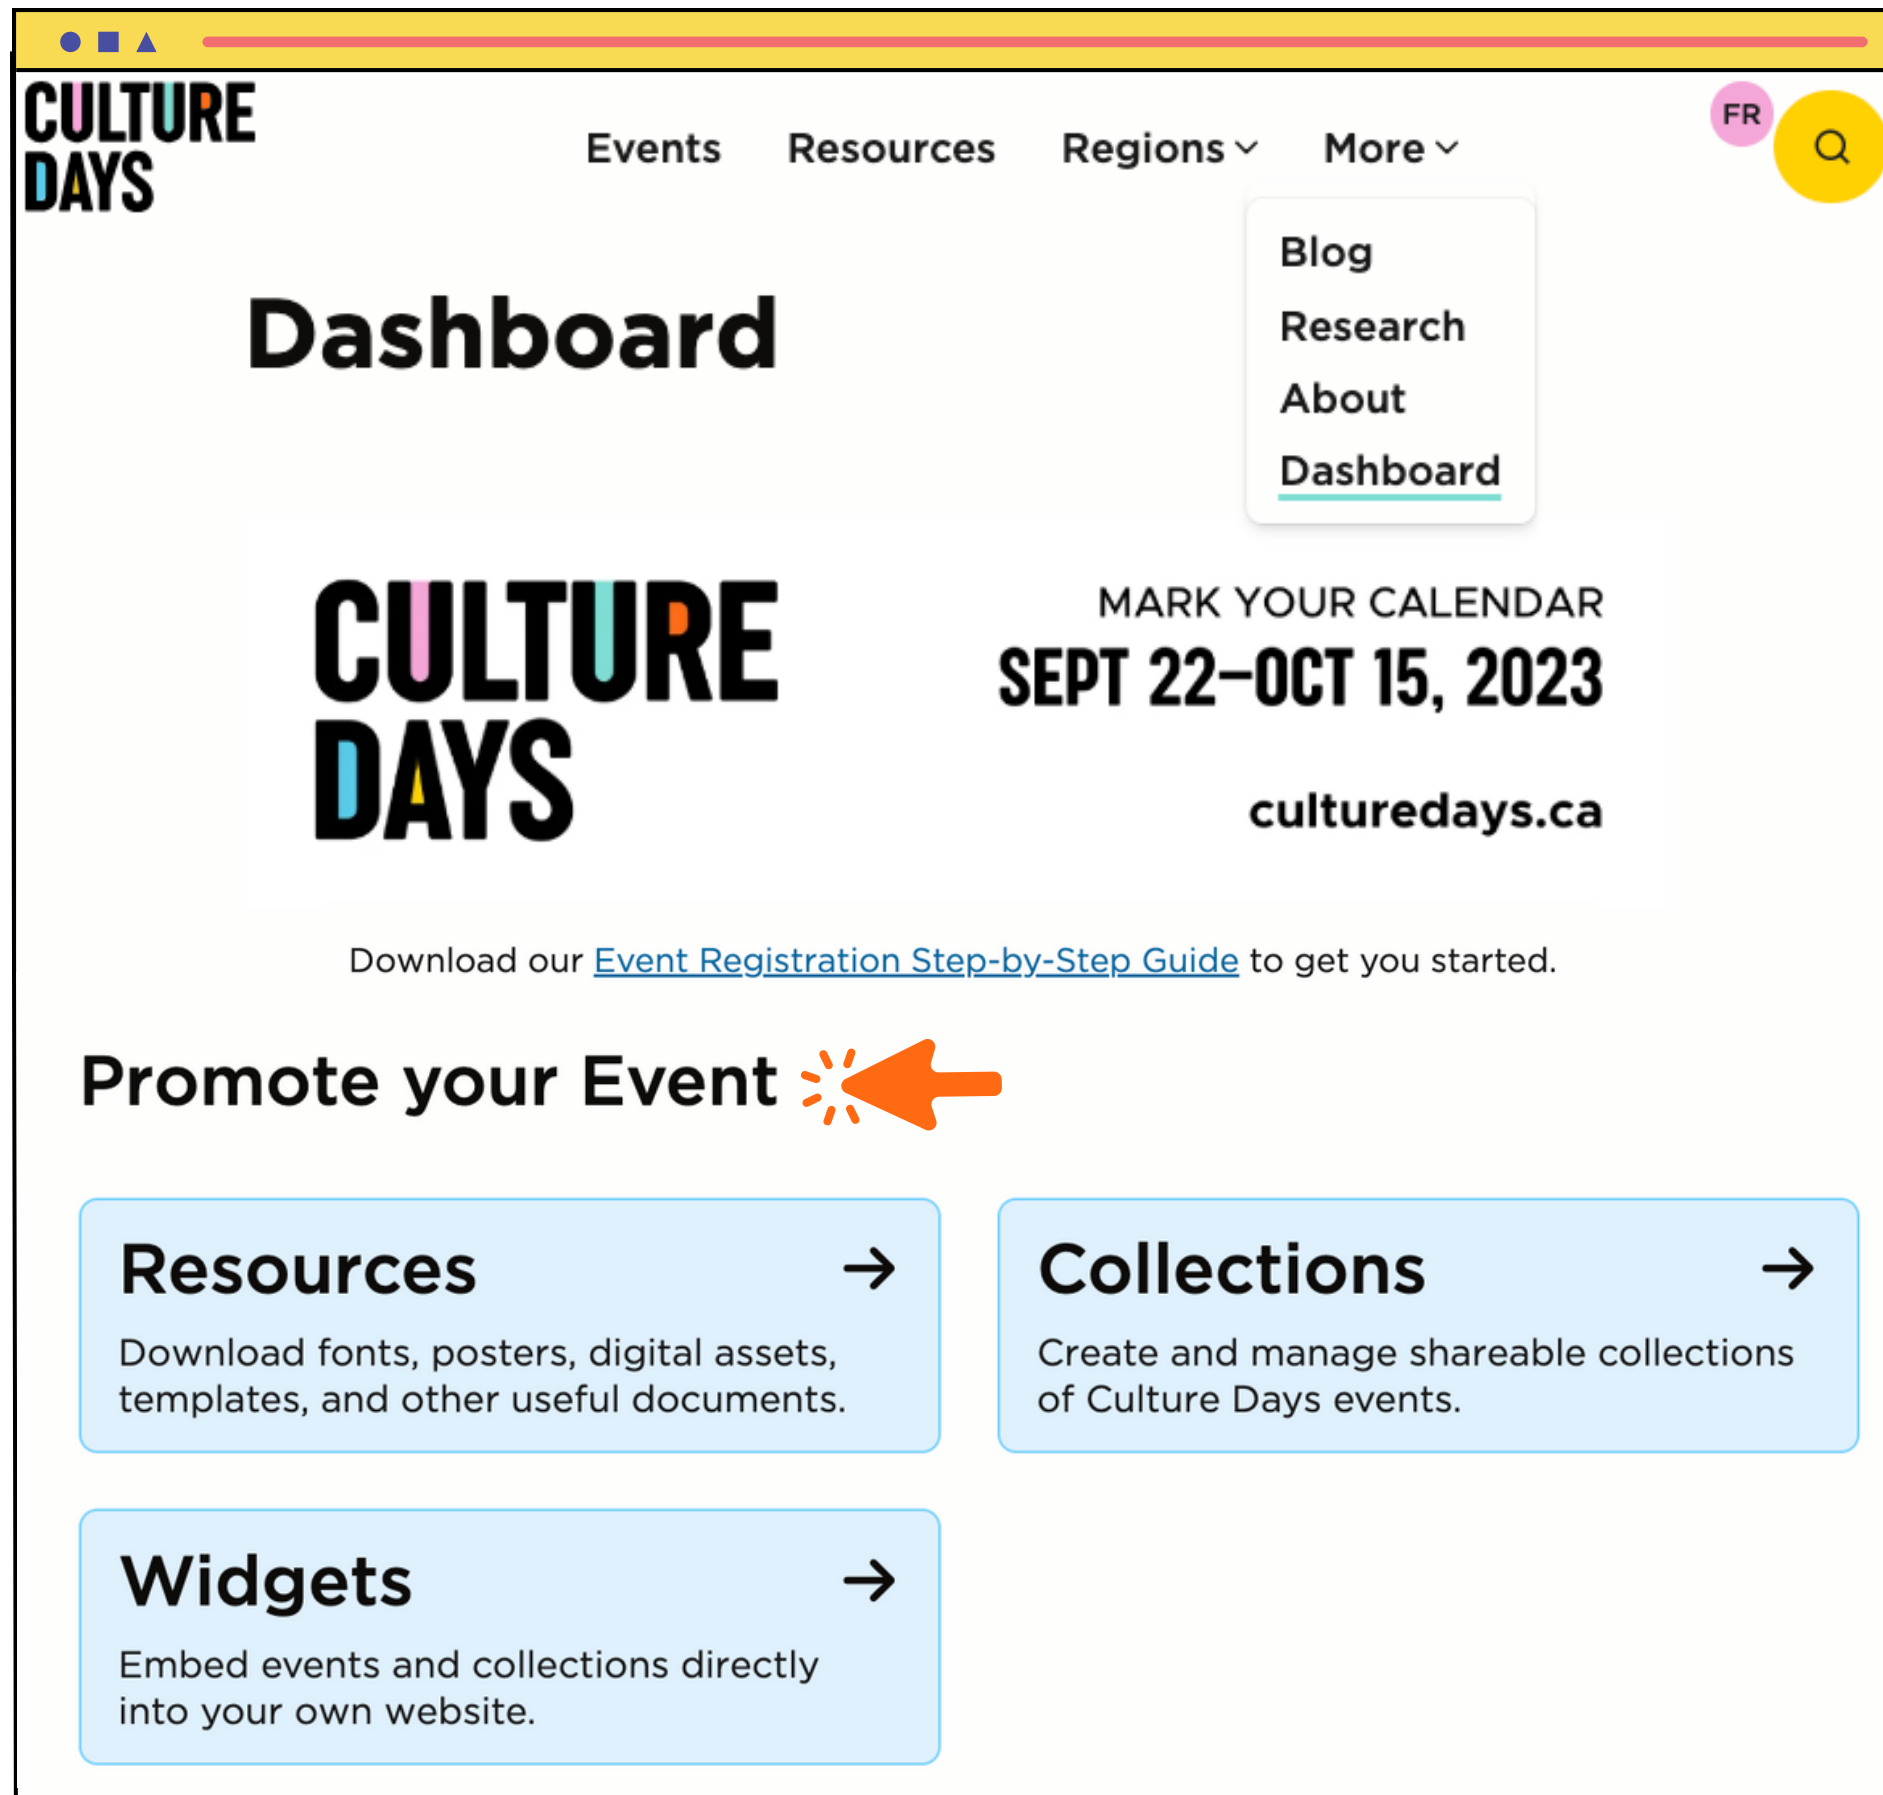 CULTURE
DAYS
Events Resources Regions More
FR
Blog
Research
About
Dashboard
Dashboard
CULTURE
DAYS
MARK YOUR CALENDAR
SEPT 22–OCT 15, 2023
culturedays.ca
Download our Event Registration Step-by-Step Guide to get you started.
Promote your Event
Resources
Download fonts, posters, digital assets,
templates, and other useful documents.
Collections
Create and manage shareable collections
of Culture Days events.
Widgets
Embed events and collections directly
into your own website.